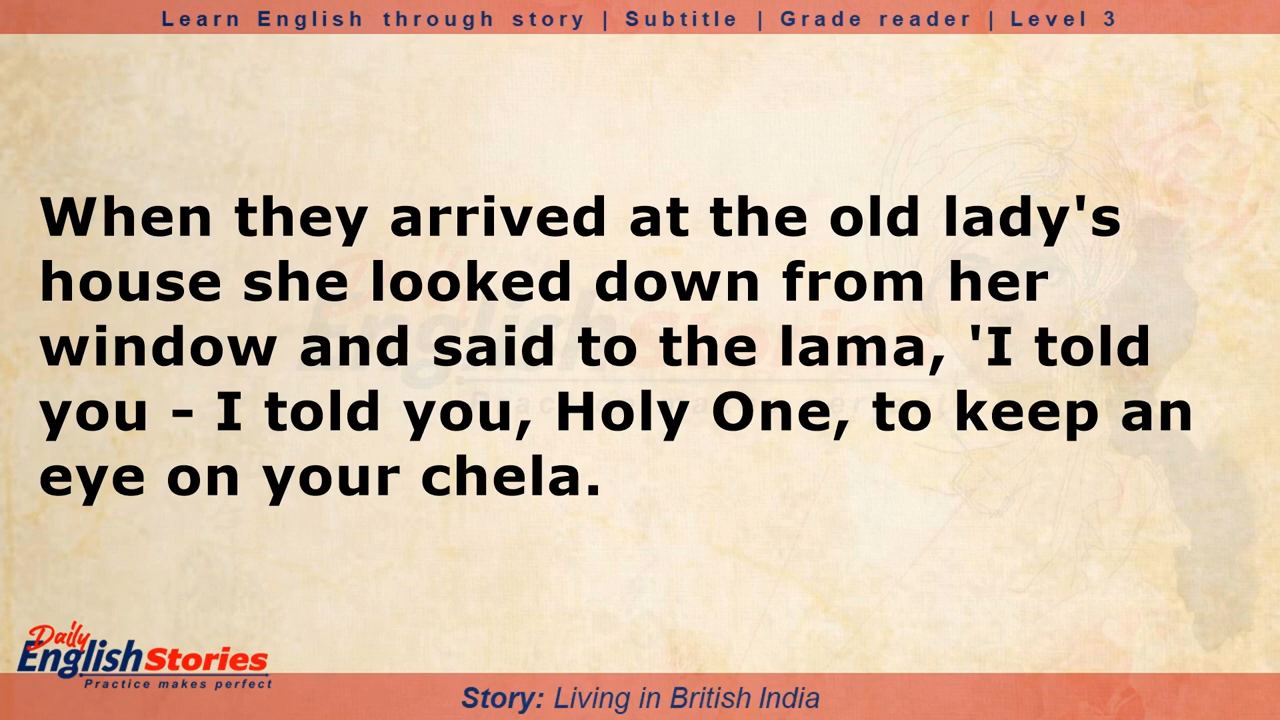 Learn English through story | Subtitle | Grade reader | Level 3
When they arrived at the old lady's
house she looked down from her
window and said to the lama, 'I told
you - I told you, Holy One, to keep an
eye on your chela.
Daily
English Stories
Practice makes perfect
Story: Living in British India